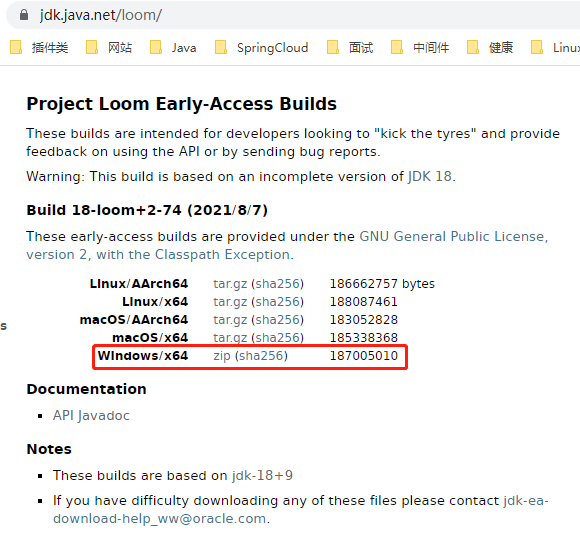 jdk.java.net/loom/
插件类 网站 Java SpringCloud 面试 中间件 健康 Linux
Project Loom Early-Access Builds
These builds are intended for developers looking to "kick the tyres" and provide
feedback on using the API or by sending bug reports.
Warning: This build is based on an incomplete version of JDK 18.
Build 18-loom+2-74 (2021/8/7)
These early-access builds are provided under the GNU General Public License,
version 2, with the Classpath Exception.
Linux/AArch64 tar.gz (sha256) 186662757 bytes
Linux/x64 tar.gz (sha256) 188087461
macOS/AArch64 tar.gz (sha256) 183052828
s
macOS/x64 tar.gz (sha256) 185338368
Windows/x64 zip (sha256) 187005010
Documentation
▪ API Javadoc
Notes
▪ These builds are based on jdk-18+9
▪ If you have difficulty downloading any of these files please contact jdk-ea-
download-help_ww@oracle.com.